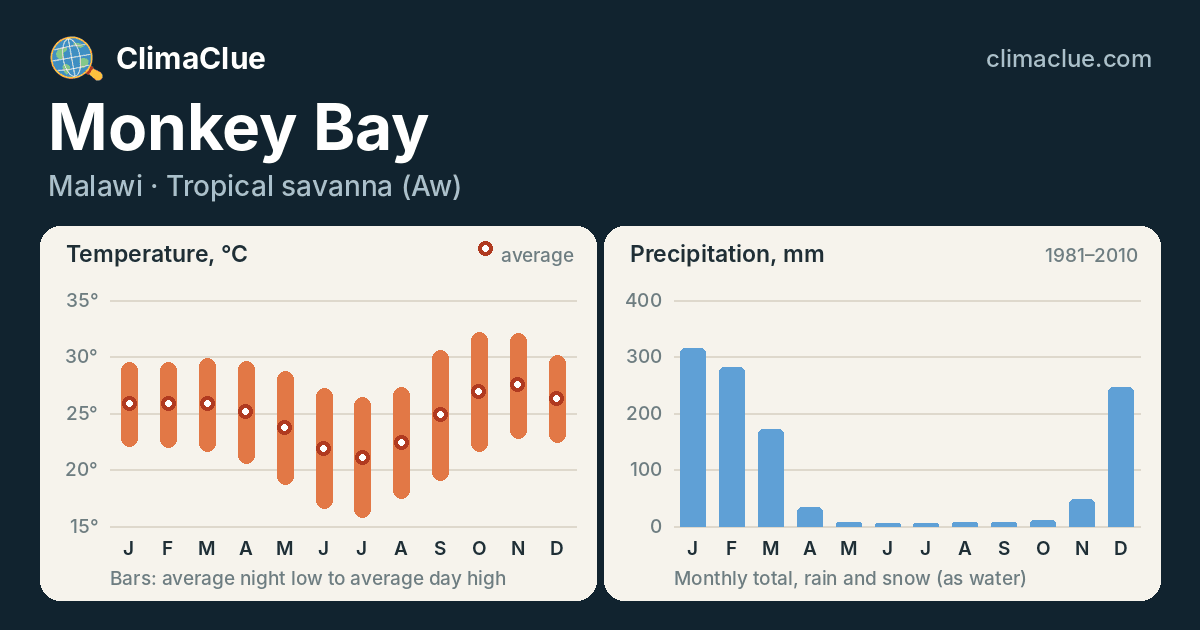 ClimaClue
climaclue.com
Monkey Bay
Malawi · Tropical savanna (Aw)
Temperature, °C
average
35°
30°
25°
20°
15°
J F M A M J J A S O N D
Bars: average night low to average day high
Precipitation, mm
1981–2010
400
300
200
100
0
J F M A M J J A S O N D
Monthly total, rain and snow (as water)